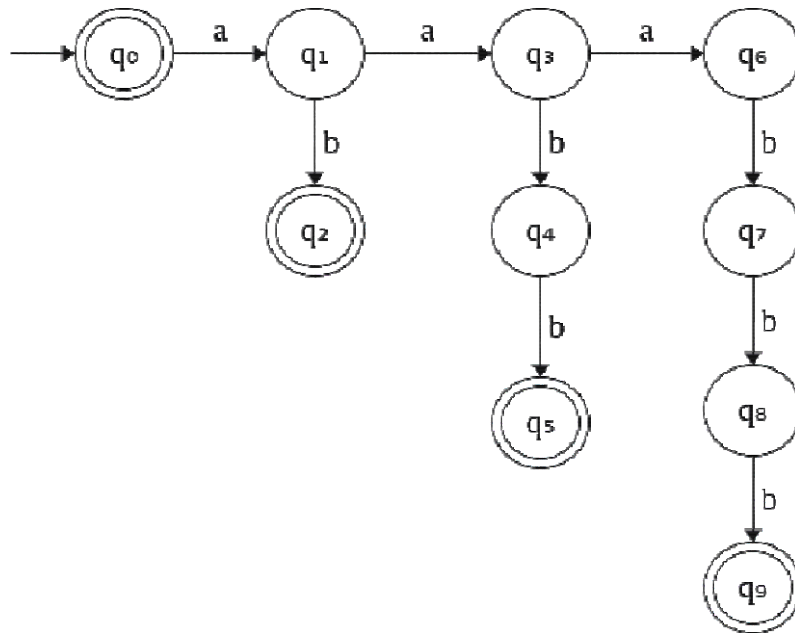 a a a
q₀ q₁ q₃ q₆
b b b
q₂ q₄ q₇
b b
q₅ q₈
b
q₉